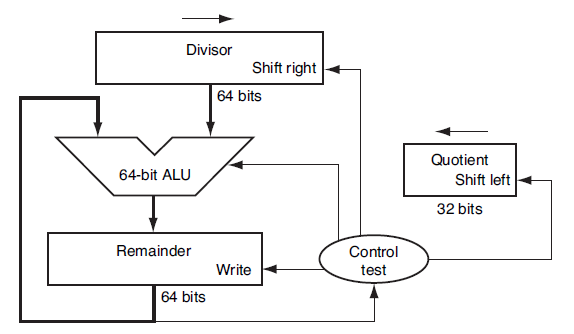 Divisor
Shift right
64 bits
64-bit ALU
Quotient
Shift left
32 bits
Remainder
Write
64 bits
Control
test